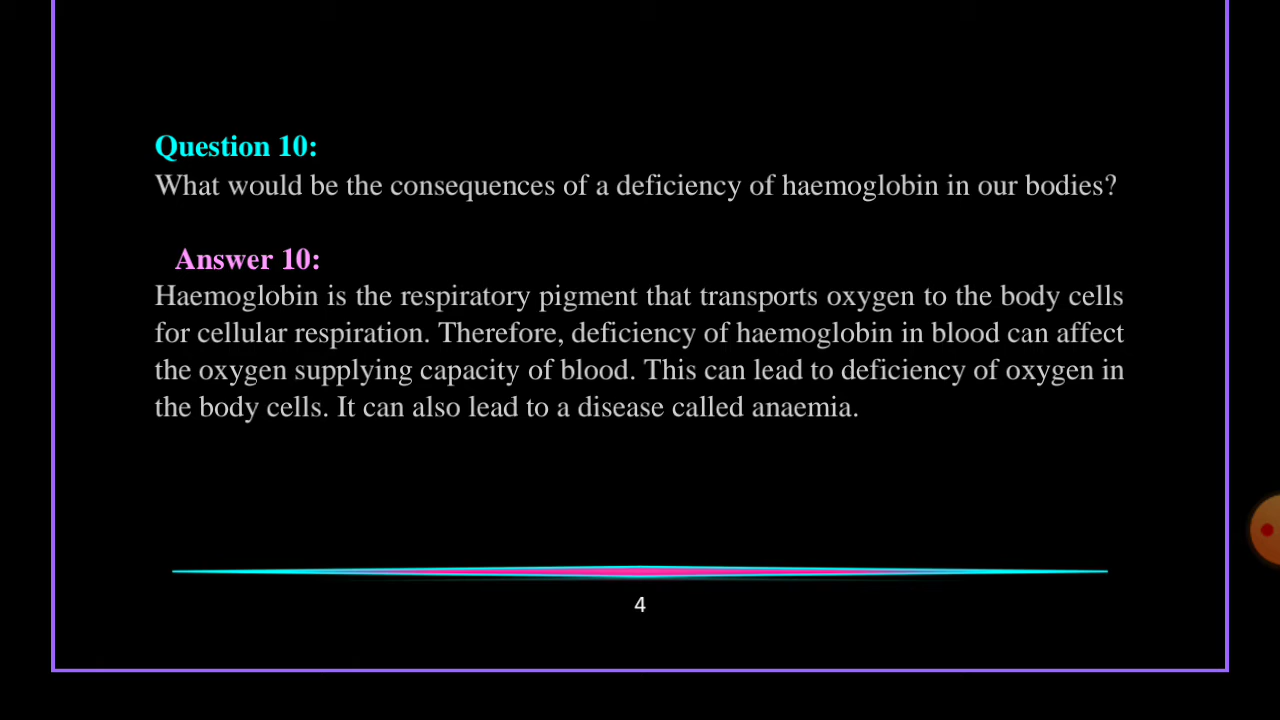 Question 10:
What would be the consequences of a deficiency of haemoglobin in our bodies?
Answer 10:
Haemoglobin is the respiratory pigment that transports oxygen to the body cells
for cellular respiration. Therefore, deficiency of haemoglobin in blood can affect
the oxygen supplying capacity of blood. This can lead to deficiency of oxygen in
the body cells. It can also lead to a disease called anaemia.
4